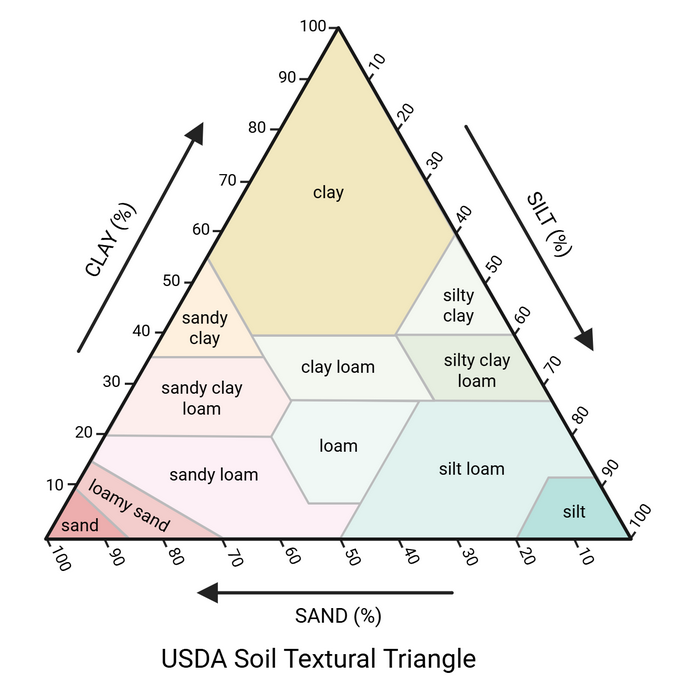 100
90
80
70
60
50
40
30
20
10
CLAY (%)
10
20
30
40
50
60
70
80
90
100
SILT (%)
clay
silty
clay
sandy
clay
clay loam
silty clay
loam
sandy clay
loam
loam
sandy loam
silt loam
loamy sand
sand
silt
100
90
80
70
60
50
40
30
20
10
SAND (%)
USDA Soil Textural Triangle